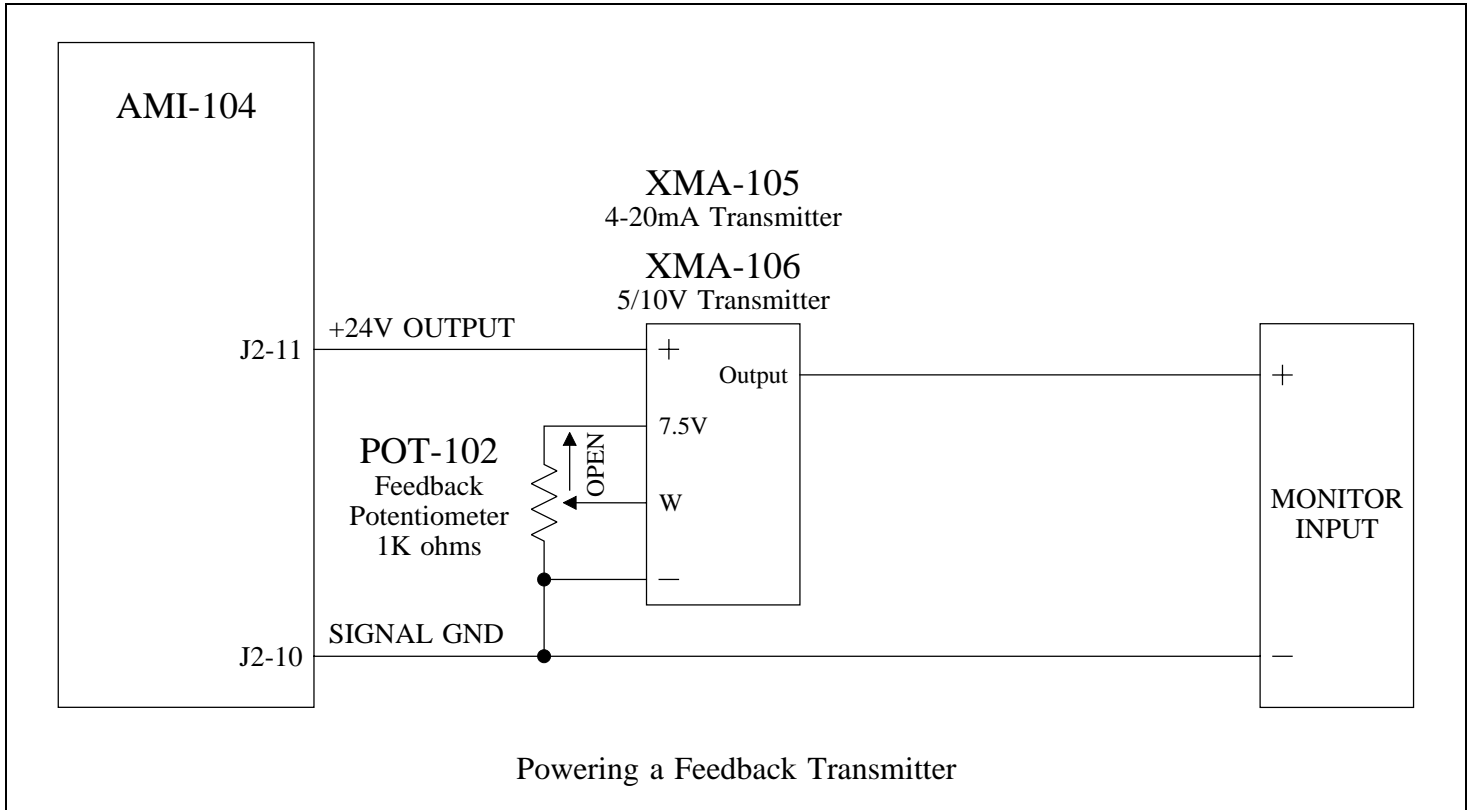 AMI-104
XMA-105
4-20mA Transmitter
XMA-106
5/10V Transmitter
+24V OUTPUT
J2-11
+
Output
+
7.5V
OPEN
POT-102
Feedback
Potentiometer
1K ohms
W
MONITOR
INPUT
−
SIGNAL GND
J2-10
−
Powering a Feedback Transmitter